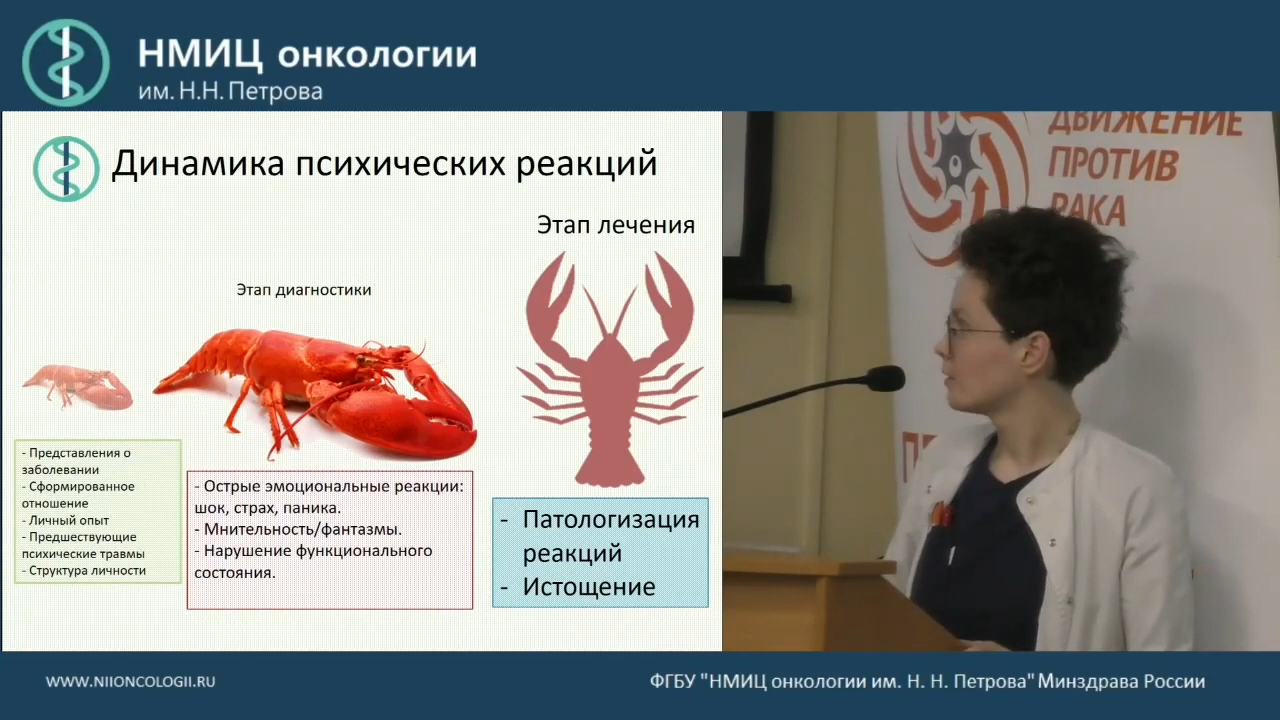 НМИЦ онкологии
им. Н.Н. Петрова
Динамика психических реакций
Этап лечения
Этап диагностики
- Представления о
заболевании
- Сформированное
отношение
- Личный опыт
- Предшествующие
психические травмы
- Структура личности
- Острые эмоциональные реакции:
шок, страх, паника.
- Мнительность/фантазмы.
- Нарушение функционального
состояния.
- Патологизация
реакций
- Истощение
ДВИЖЕНИЕ
ПРОТИВ
РАКА
WWW.NIIONCOLOGII.RU
ФГБУ "НМИЦ онкологии им. Н. Н. Петрова" Минздрава России